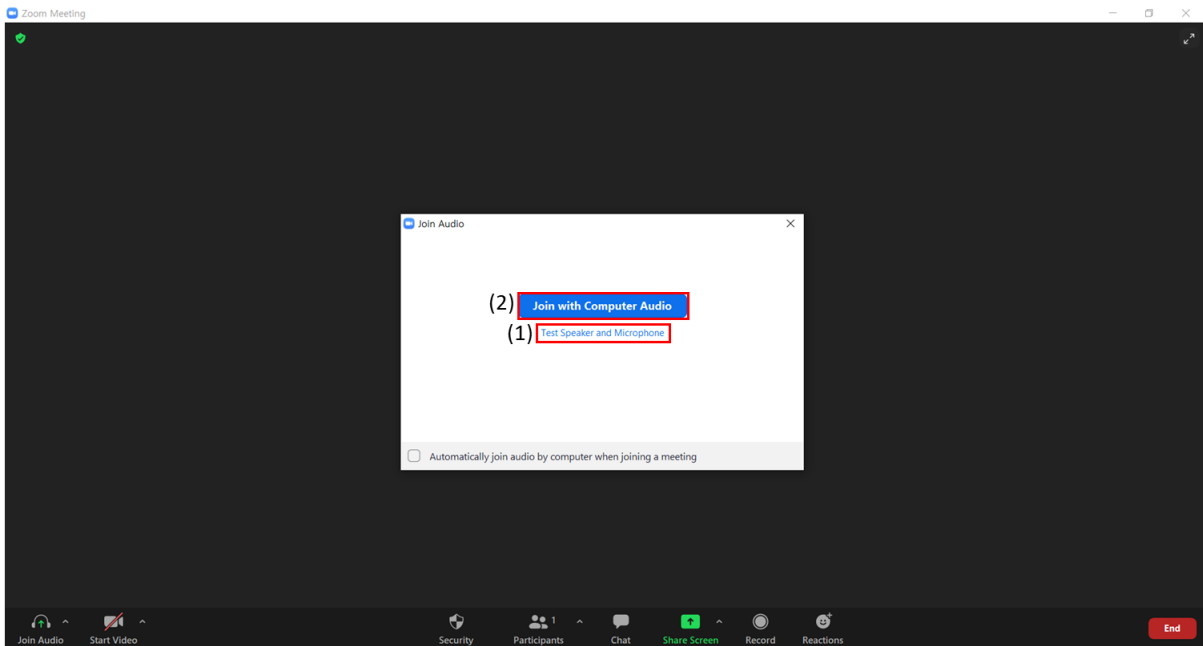 Zoom Meeting
Join Audio
(2) Join with Computer Audio
(1) Test Speaker and Microphone
Automatically join audio by computer when joining a meeting
1
Join Audio Start Video Security Participants Chat Share Screen Record Reactions End